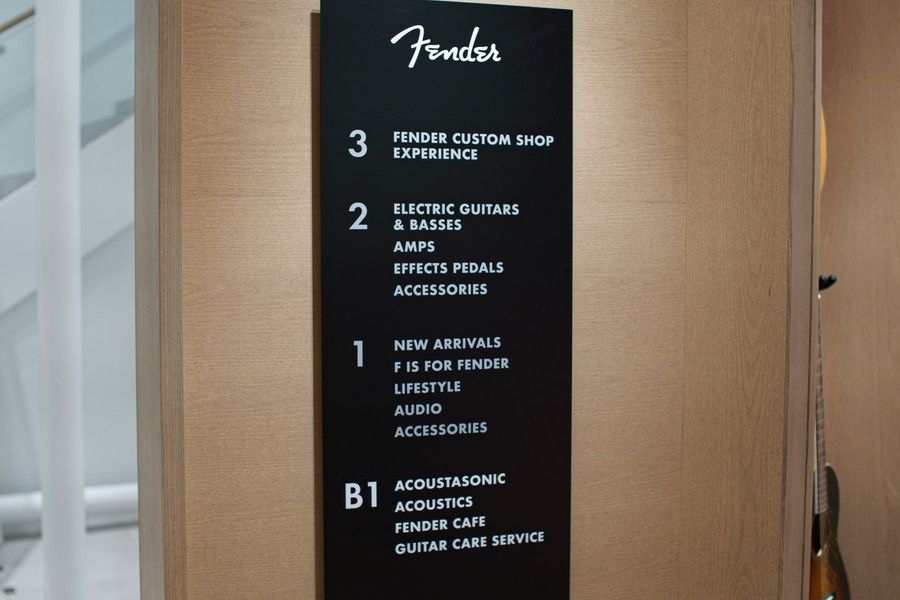 Fender
3 FENDER CUSTOM SHOP
EXPERIENCE
2 ELECTRIC GUITARS
& BASSES
AMPS
EFFECTS PEDALS
ACCESSORIES
1 NEW ARRIVALS
F IS FOR FENDER
LIFESTYLE
AUDIO
ACCESSORIES
B1 ACOUSTASONIC
ACOUSTICS
FENDER CAFE
GUITAR CARE SERVICE